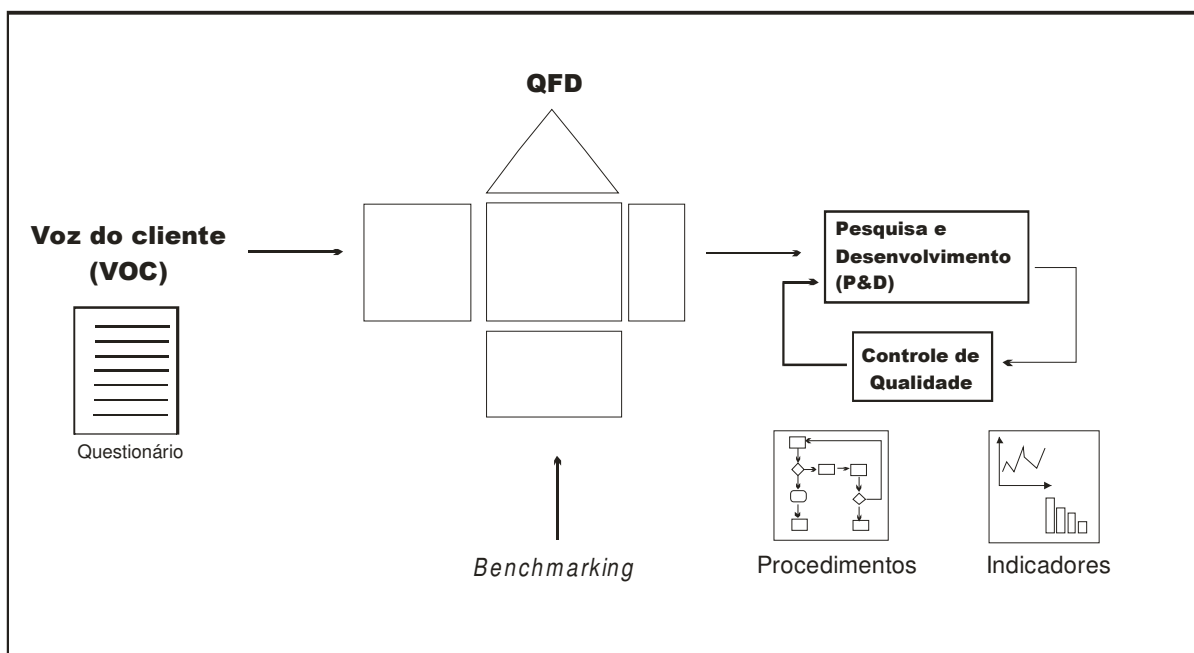 QFD
Voz do cliente
(VOC)
Questionário
Benchmarking
Pesquisa e
Desenvolvimento
(P&D)
Controle de
Qualidade
Procedimentos
Indicadores